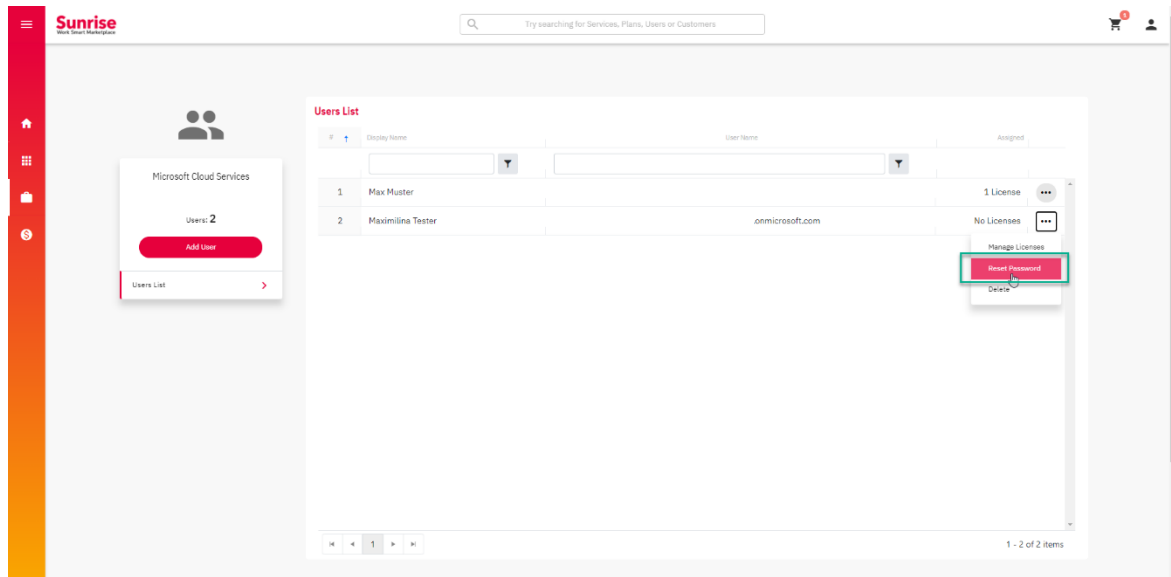 Sunrise
Work Smart Marketplace
Try searching for Services, Plans, Users or Customers
Microsoft Cloud Services
Users: 2
Add User
Users List
Users List
# Display Name User Name Assigned
1 Max Muster 1 License
2 Maximilina Tester .onmicrosoft.com No Licenses
Manage Licenses
Reset Password
Delete
1
1 - 2 of 2 items